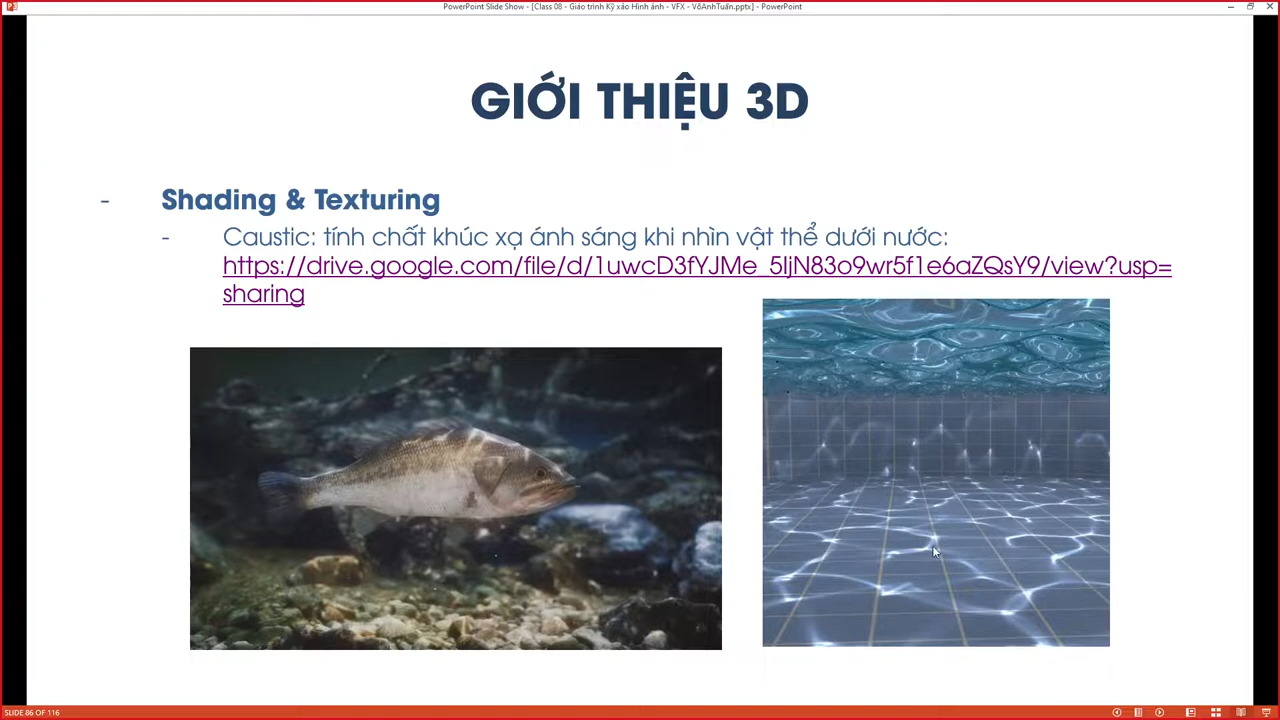 PowerPoint Slide Show - [Class 08 - Giáo trình Kỹ xảo Hình ảnh - VFX - VõAnhTuấn.pptx] - PowerPoint
GIỚI THIỆU 3D
- Shading & Texturing
- Caustic: tính chất khúc xạ ánh sáng khi nhìn vật thể dưới nước:
https://drive.google.com/file/d/1uwcD3fYJMe_5IjN83o9wr5f1e6aZQsY9/view?usp=
sharing
SLIDE 86 OF 116